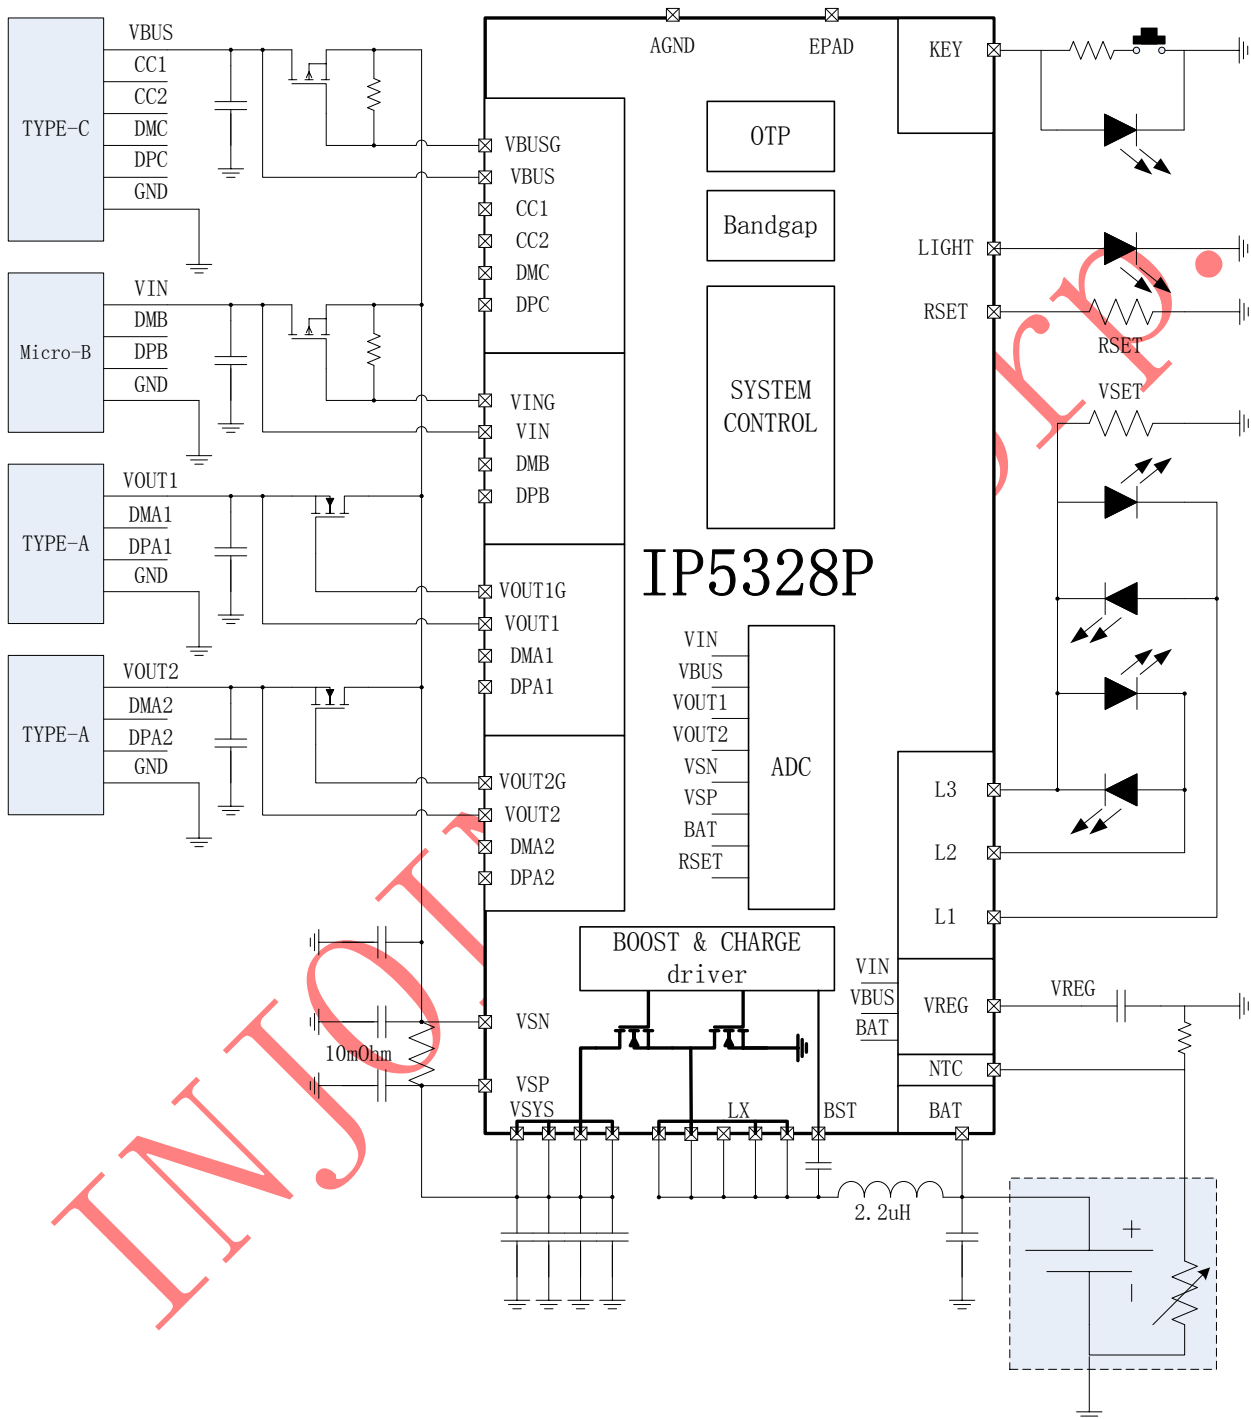 TYPE-C
VBUS
CC1
CC2
DMC
DPC
GND
Micro-B
VIN
DMB
DPB
GND
TYPE-A
VOUT1
DMA1
DPA1
GND
TYPE-A
VOUT2
DMA2
DPA2
GND
AGND
EPAD
VBUSG
VBUS
CC1
CC2
DMC
DPC
VING
VIN
DMB
DPB
VOUT1G
VOUT1
DMA1
DPA1
VOUT2G
VOUT2
DMA2
DPA2
VSN
10mOhm
VSP
VSYS
OTP
Bandgap
SYSTEM
CONTROL
IP5328P
VIN
VBUS
VOUT1
VOUT2
VSN
VSP
BAT
RSET
ADC
BOOST & CHARGE
driver
LX
BST
KEY
LIGHT
RSET
RSET
VSET
L3
L2
L1
VIN
VBUS
BAT
VREG
VREG
NTC
BAT
2.2uH
+
−